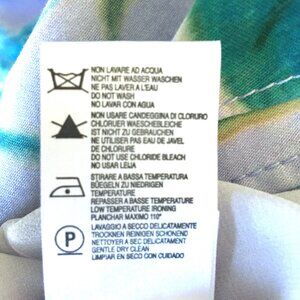 NON LAVARE AD ACQUA
NICHT MIT WASSER WASCHEN
NE PAS LAVER A L'EAU
DO NOT WASH
NO LAVAR CON AGUA
NON USARE CANDEGGINA DI CLORURO
CHLORUER WAESCHEBLEICHE
IST NICHT ZU GEBRAUCHEN
NE UTILISER PAS EAU DE JAVEL
DE CHLORURE
DO NOT USE CHLORIDE BLEACH
NO USAR LEJIA
STIRARE A BASSA TEMPERATURA
BÜEGELN ZU NIEDRIGEN
TEMPERATURE
REPASSER A BASSE TEMPERATURE
LOW TEMPERATURE IRONING
PLANCHAR MAXIMO 110°
P
LAVAGGIO A SECCO DELICATAMENTE
TROCKNEN REINIGEN SCHONEND
NETTOYER A SEC DELICATAMENT
GENTLE DRY CLEAN
LIMPIAR EN SECO CON CUIDADO